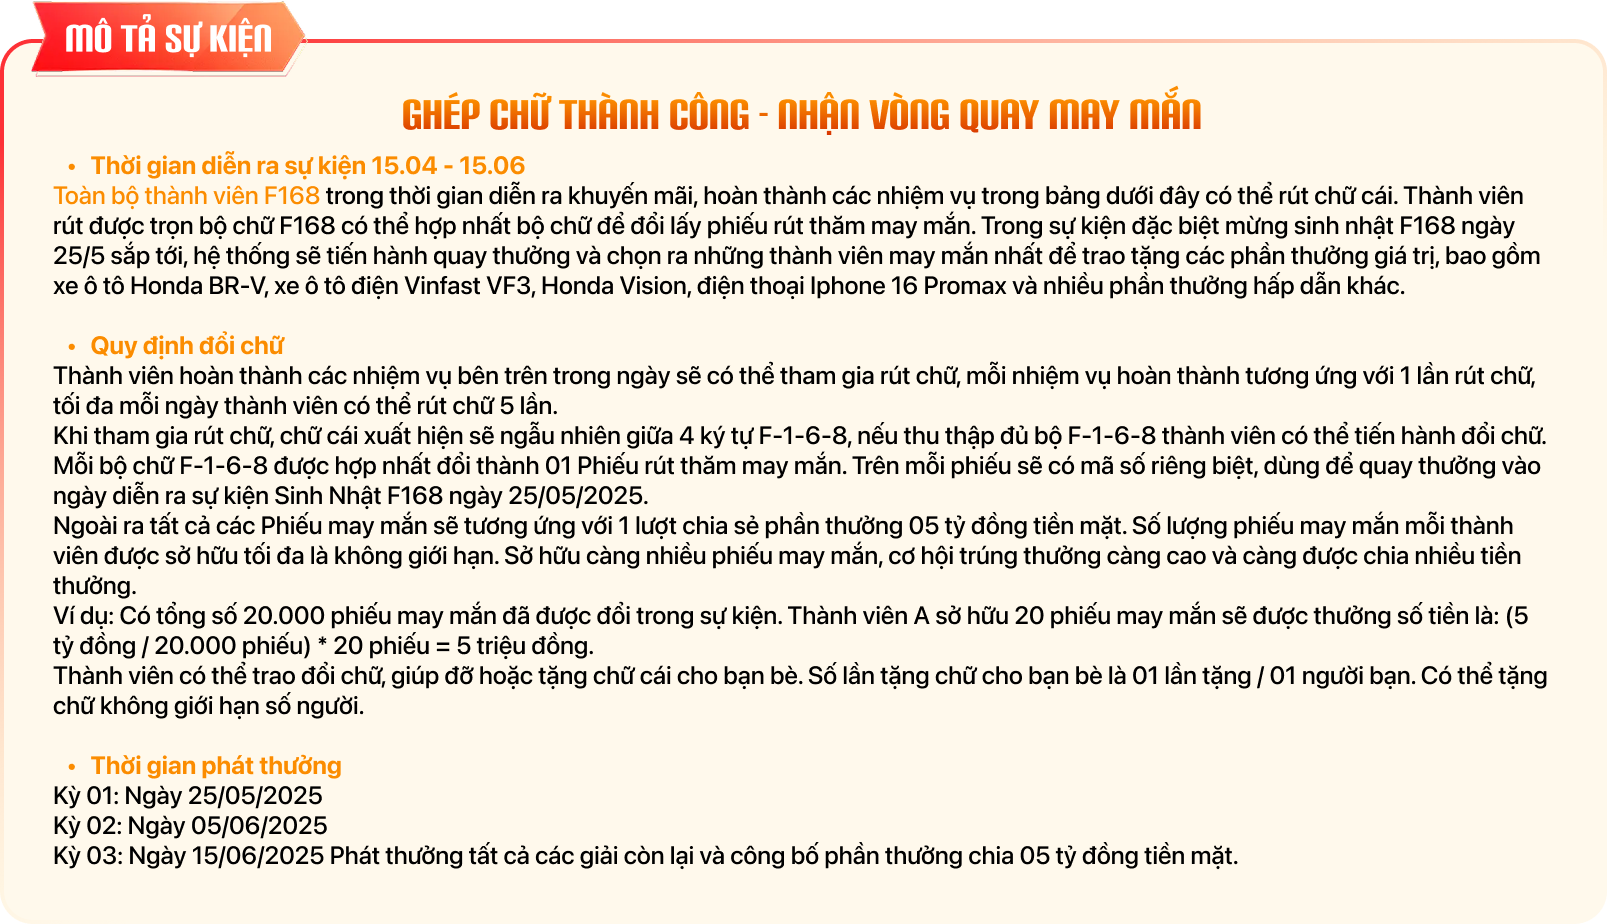 MÔ TẢ SỰ KIỆN
GHÉP CHỮ THÀNH CÔNG - NHẬN VÒNG QUAY MAY MẮN
• Thời gian diễn ra sự kiện 15.04 - 15.06
Toàn bộ thành viên F168 trong thời gian diễn ra khuyến mãi, hoàn thành các nhiệm vụ trong bảng dưới đây có thể rút chữ cái. Thành viên
rút được trọn bộ chữ F168 có thể hợp nhất bộ chữ để đổi lấy phiếu rút thăm may mắn. Trong sự kiện đặc biệt mừng sinh nhật F168 ngày
25/5 sắp tới, hệ thống sẽ tiến hành quay thưởng và chọn ra những thành viên may mắn nhất để trao tặng các phần thưởng giá trị, bao gồm
xe ô tô Honda BR-V, xe ô tô điện Vinfast VF3, Honda Vision, điện thoại Iphone 16 Promax và nhiều phần thưởng hấp dẫn khác.
• Quy định đổi chữ
Thành viên hoàn thành các nhiệm vụ bên trên trong ngày sẽ có thể tham gia rút chữ, mỗi nhiệm vụ hoàn thành tương ứng với 1 lần rút chữ,
tối đa mỗi ngày thành viên có thể rút chữ 5 lần.
Khi tham gia rút chữ, chữ cái xuất hiện sẽ ngẫu nhiên giữa 4 ký tự F-1-6-8, nếu thu thập đủ bộ F-1-6-8 thành viên có thể tiến hành đổi chữ.
Mỗi bộ chữ F-1-6-8 được hợp nhất đổi thành 01 Phiếu rút thăm may mắn. Trên mỗi phiếu sẽ có mã số riêng biệt, dùng để quay thưởng vào
ngày diễn ra sự kiện Sinh Nhật F168 ngày 25/05/2025.
Ngoài ra tất cả các Phiếu may mắn sẽ tương ứng với 1 lượt chia sẻ phần thưởng 05 tỷ đồng tiền mặt. Số lượng phiếu may mắn mỗi thành
viên được sở hữu tối đa là không giới hạn. Sở hữu càng nhiều phiếu may mắn, cơ hội trúng thưởng càng cao và càng được chia nhiều tiền
thưởng.
Ví dụ: Có tổng số 20.000 phiếu may mắn đã được đổi trong sự kiện. Thành viên A sở hữu 20 phiếu may mắn sẽ được thưởng số tiền là: (5
tỷ đồng / 20.000 phiếu) * 20 phiếu = 5 triệu đồng.
Thành viên có thể trao đổi chữ, giúp đỡ hoặc tặng chữ cái cho bạn bè. Số lần tặng chữ cho bạn bè là 01 lần tặng / 01 người bạn. Có thể tặng
chữ không giới hạn số người.
• Thời gian phát thưởng
Kỳ 01: Ngày 25/05/2025
Kỳ 02: Ngày 05/06/2025
Kỳ 03: Ngày 15/06/2025 Phát thưởng tất cả các giải còn lại và công bố phần thưởng chia 05 tỷ đồng tiền mặt.